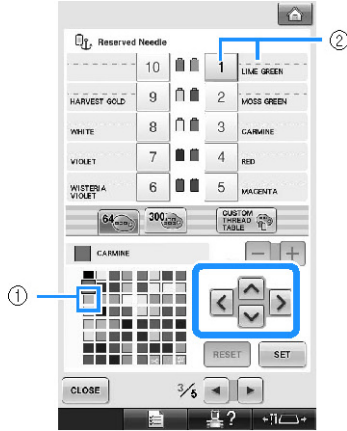 ②
Reserved Needle
10 1 LIME GREEN
HARVEST GOLD 9 2 MOSS GREEN
WHITE 8 3 CARMINE
VIOLET 7 4 RED
WISTERIA VIOLET 6 5 MAGENTA
64 300 CUSTOM THREAD TABLE
CARMINE − +
①
RESET SET
CLOSE 3/5
?